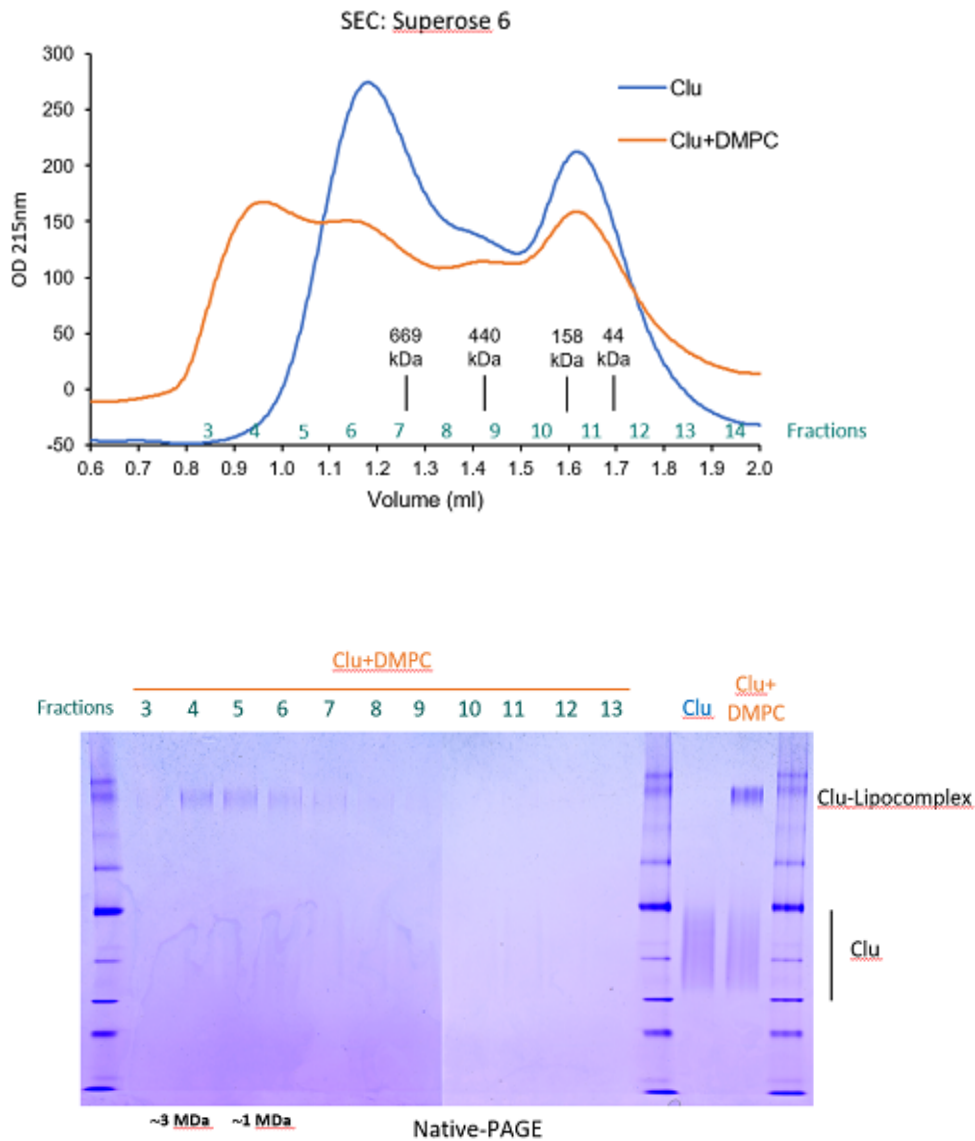 SEC: Superose 6
300
250
200
150
100
50
0
-50
OD 215nm
Clu
Clu+DMPC
669 kDa
440 kDa
158 kDa
44 kDa
3 4 5 6 7 8 9 10 11 12 13 14 Fractions
0.6 0.7 0.8 0.9 1.0 1.1 1.2 1.3 1.4 1.5 1.6 1.7 1.8 1.9 2.0
Volume (ml)
Clu+DMPC
Fractions 3 4 5 6 7 8 9 10 11 12 13 Clu Clu+ DMPC
Clu-Lipocomplex
Clu
~3 MDa ~1 MDa
Native-PAGE